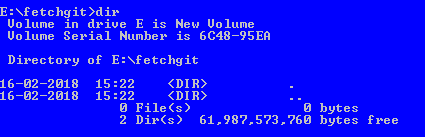 E:\fetchgit>dir
Volume in drive E is New Volume
Volume Serial Number is 6C48-95EA
Directory of E:\fetchgit
16-02-2018 15:22 <DIR> .
16-02-2018 15:22 <DIR> ..
0 File(s) 0 bytes
2 Dir(s) 61,987,573,760 bytes free